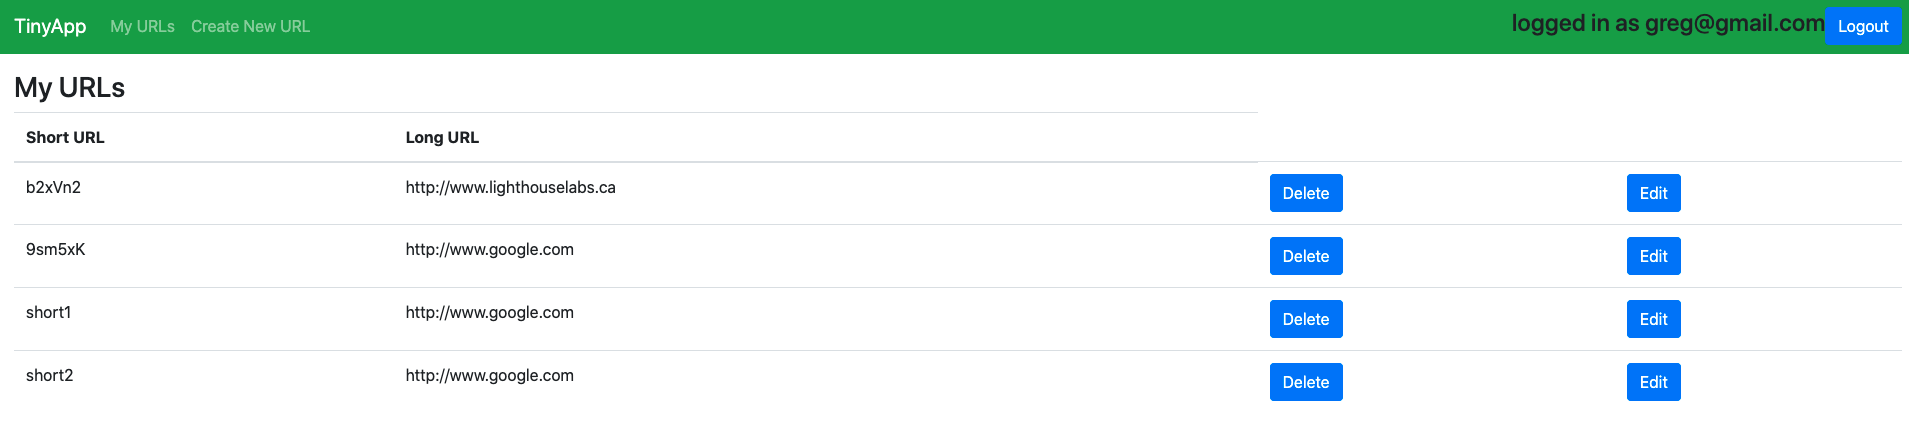 TinyApp My URLs Create New URL logged in as greg@gmail.com Logout
My URLs
Short URL Long URL
b2xVn2 http://www.lighthouselabs.ca Delete Edit
9sm5xK http://www.google.com Delete Edit
short1 http://www.google.com Delete Edit
short2 http://www.google.com Delete Edit